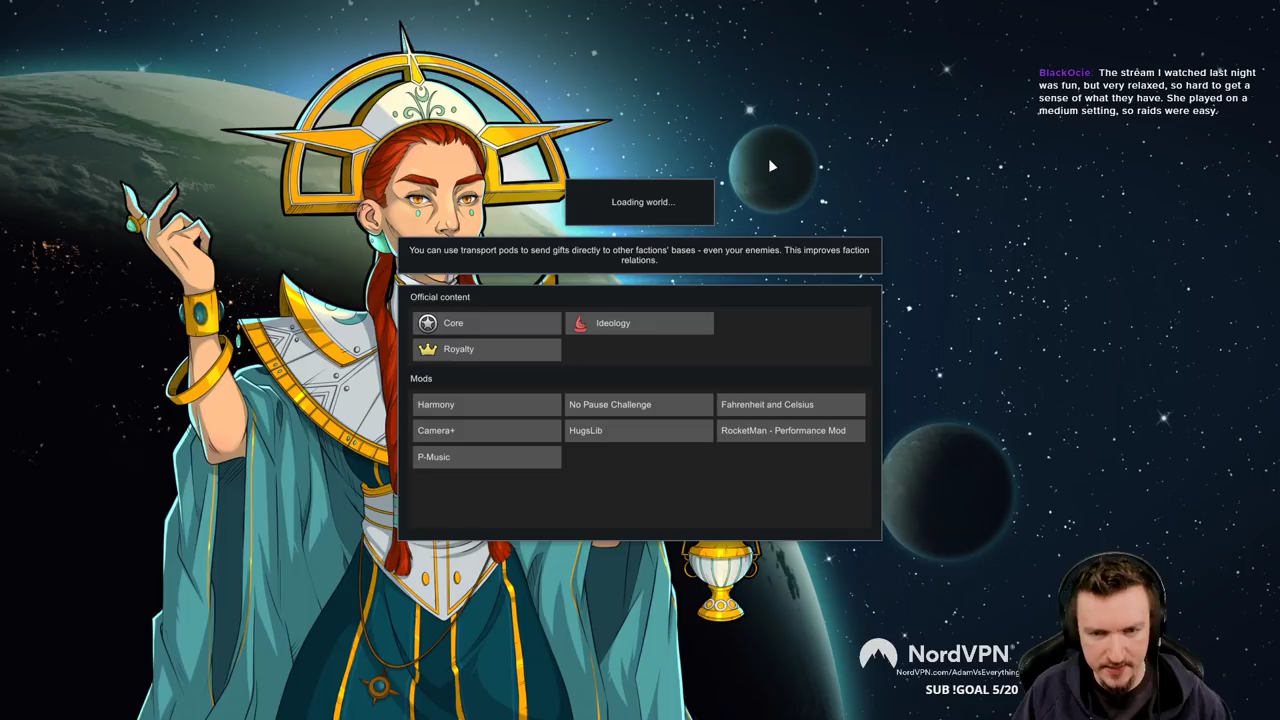 BlackOcie: The stream I watched last night
was fun, but very relaxed, so hard to get a
sense of what they have. She played on a
medium setting, so raids were easy.
Loading world...
You can use transport pods to send gifts directly to other factions' bases - even your enemies. This improves faction
relations.
Official content
Core
Ideology
Royalty
Mods
Harmony
No Pause Challenge
Fahrenheit and Celsius
Camera+
HugsLib
RocketMan - Performance Mod
P-Music
NordVPN®
NordVPN.com/AdamVsEverything
SUB !GOAL 5/20